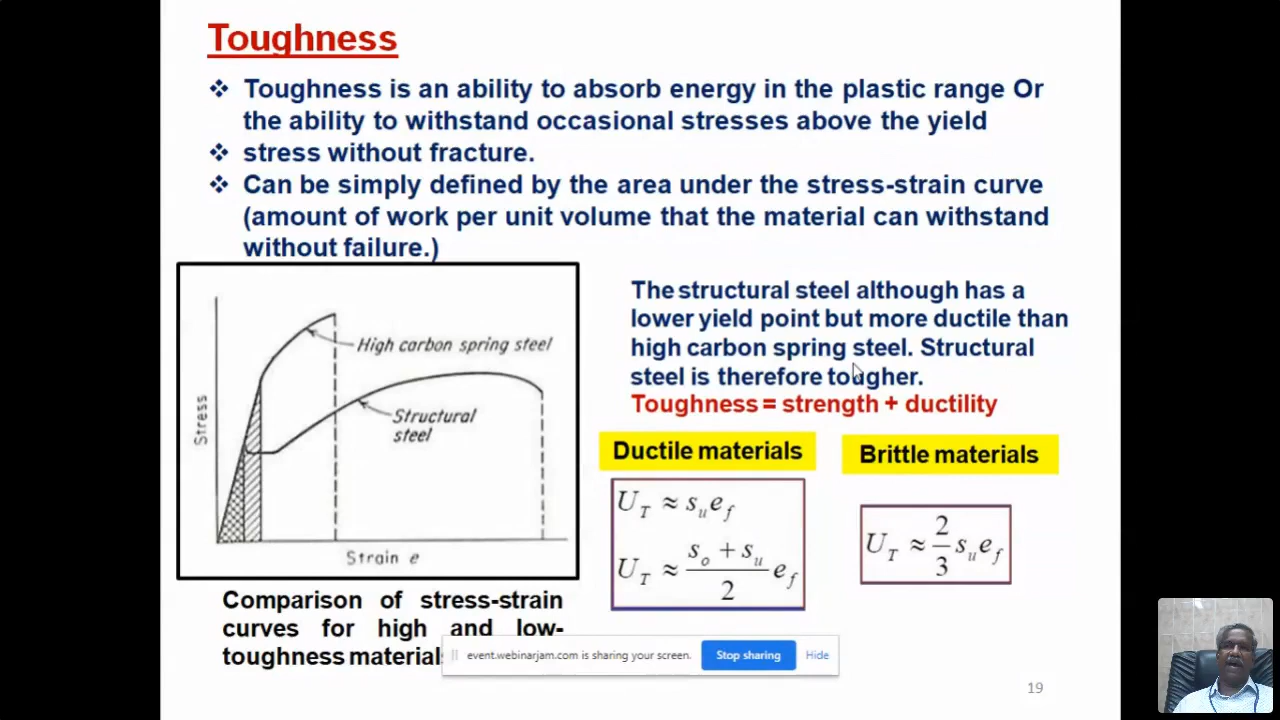 Toughness
❖ Toughness is an ability to absorb energy in the plastic range Or
the ability to withstand occasional stresses above the yield
❖ stress without fracture.
❖ Can be simply defined by the area under the stress-strain curve
(amount of work per unit volume that the material can withstand
without failure.)
Stress
High carbon spring steel
Structural
steel
Strain e
Comparison of stress-strain
curves for high and low-
toughness material
The structural steel although has a
lower yield point but more ductile than
high carbon spring steel. Structural
steel is therefore tougher.
Toughness = strength + ductility
Ductile materials
U_T ≈ s_u e_f
U_T ≈ (s_o + s_u)/2 e_f
Brittle materials
U_T ≈ 2/3 s_u e_f
event.webinarjam.com is sharing your screen.
Stop sharing
Hide
19